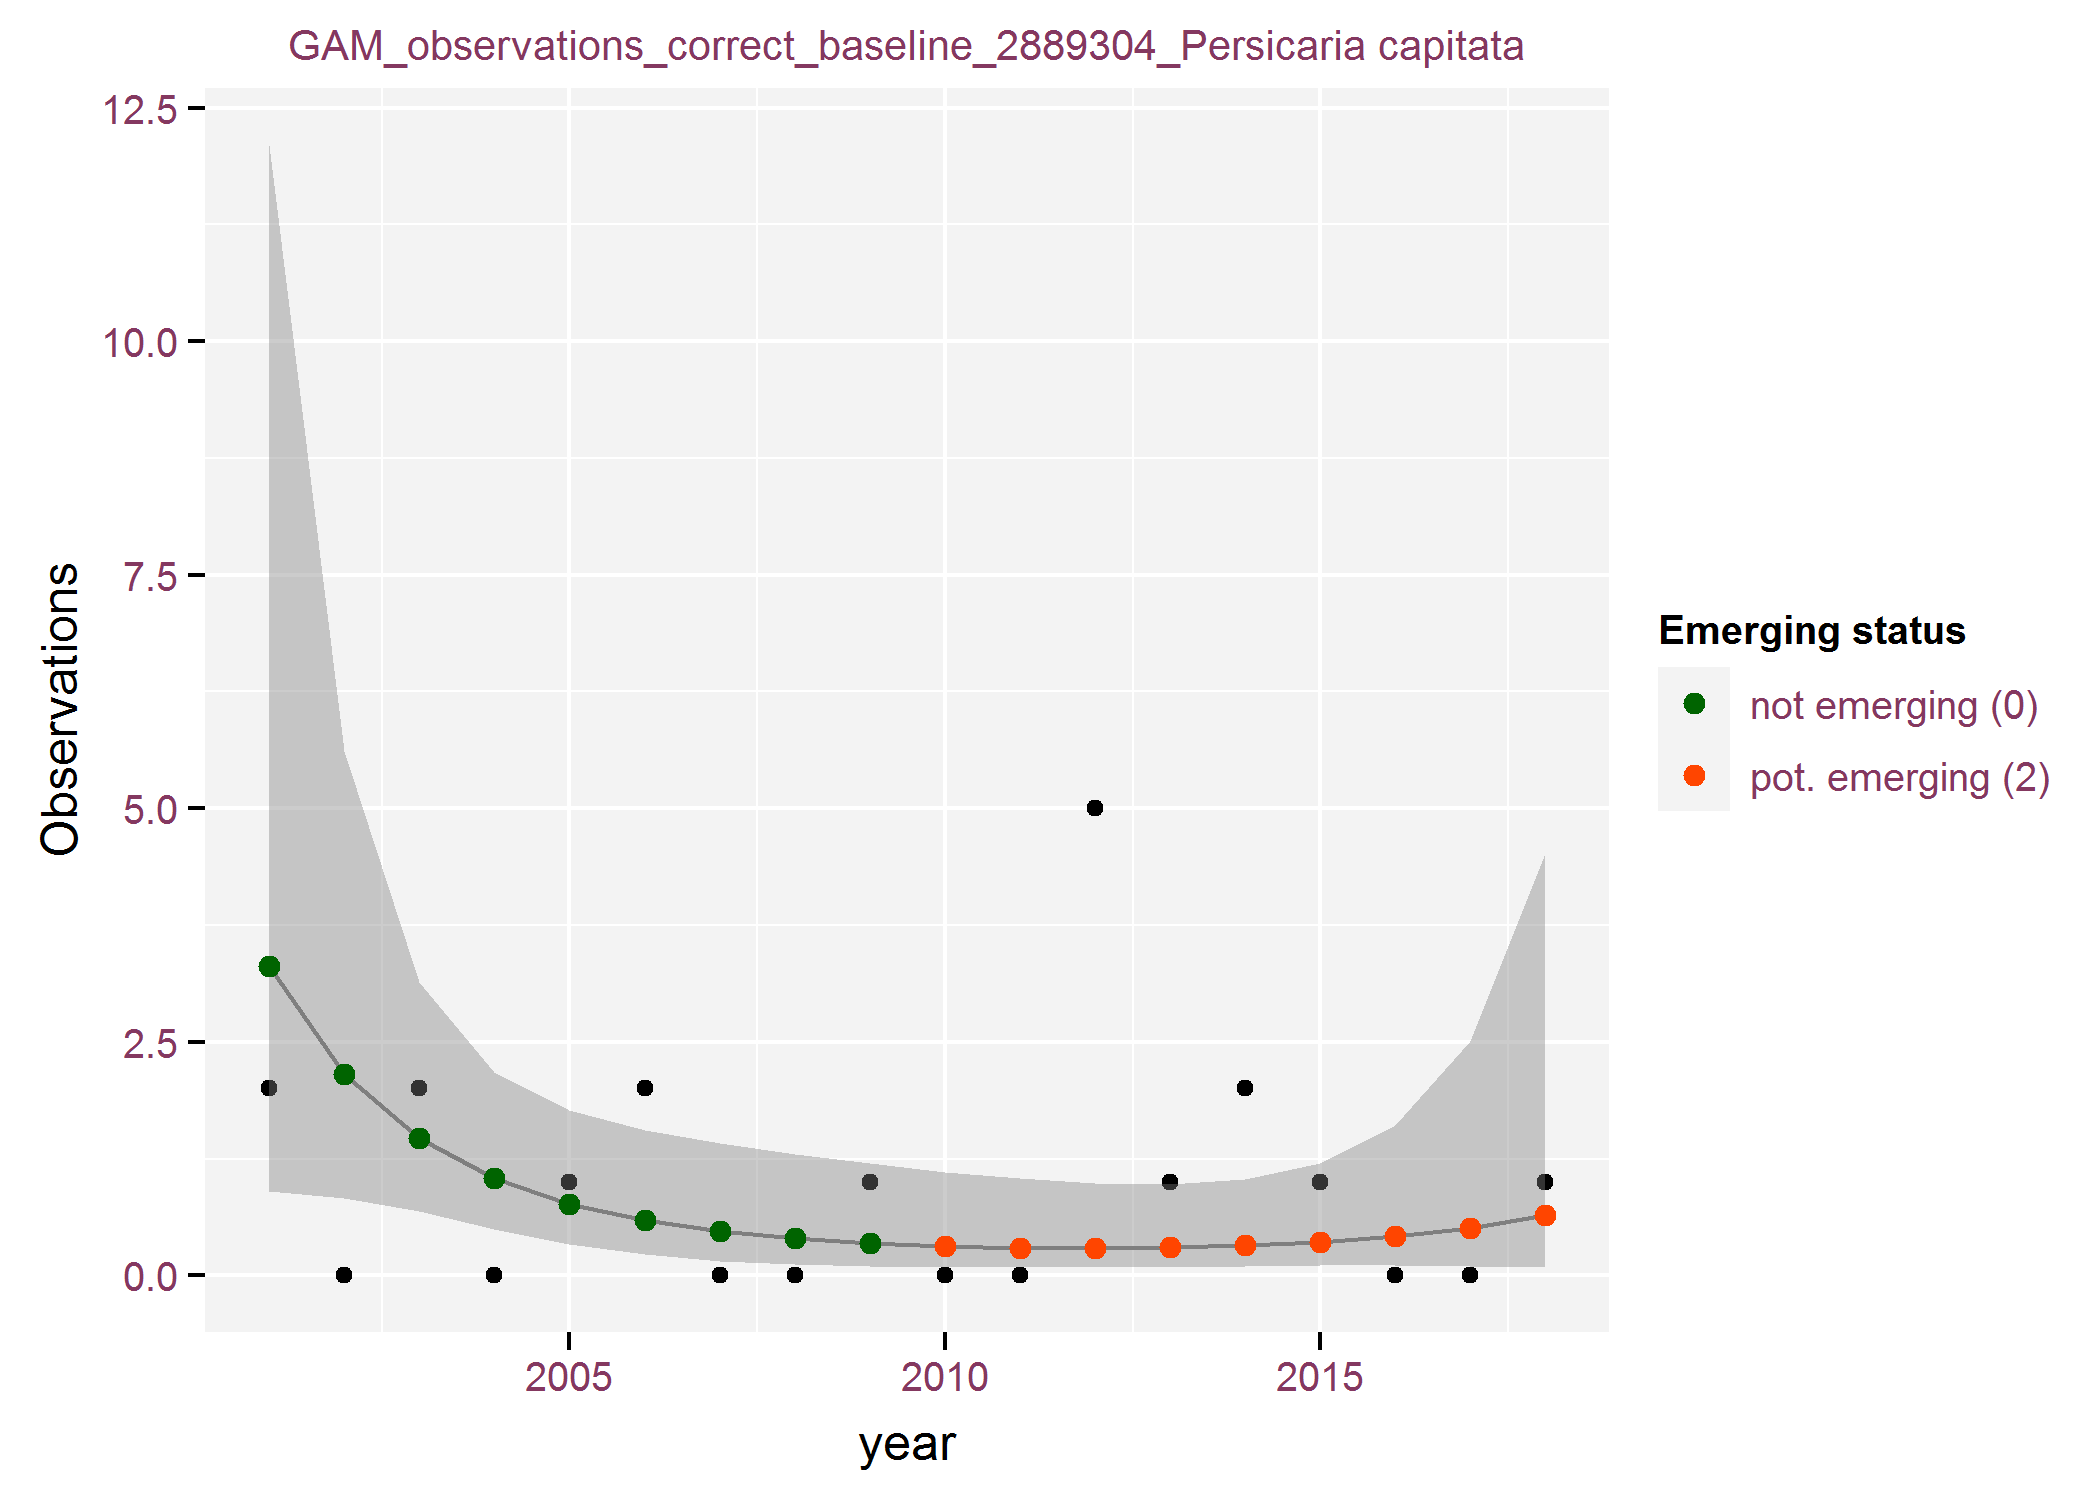 GAM_observations_correct_baseline_2889304_Persicaria capitata
12.5
10.0
7.5
5.0
2.5
0.0
Observations
2005
2010
2015
year
Emerging status
not emerging (0)
pot. emerging (2)